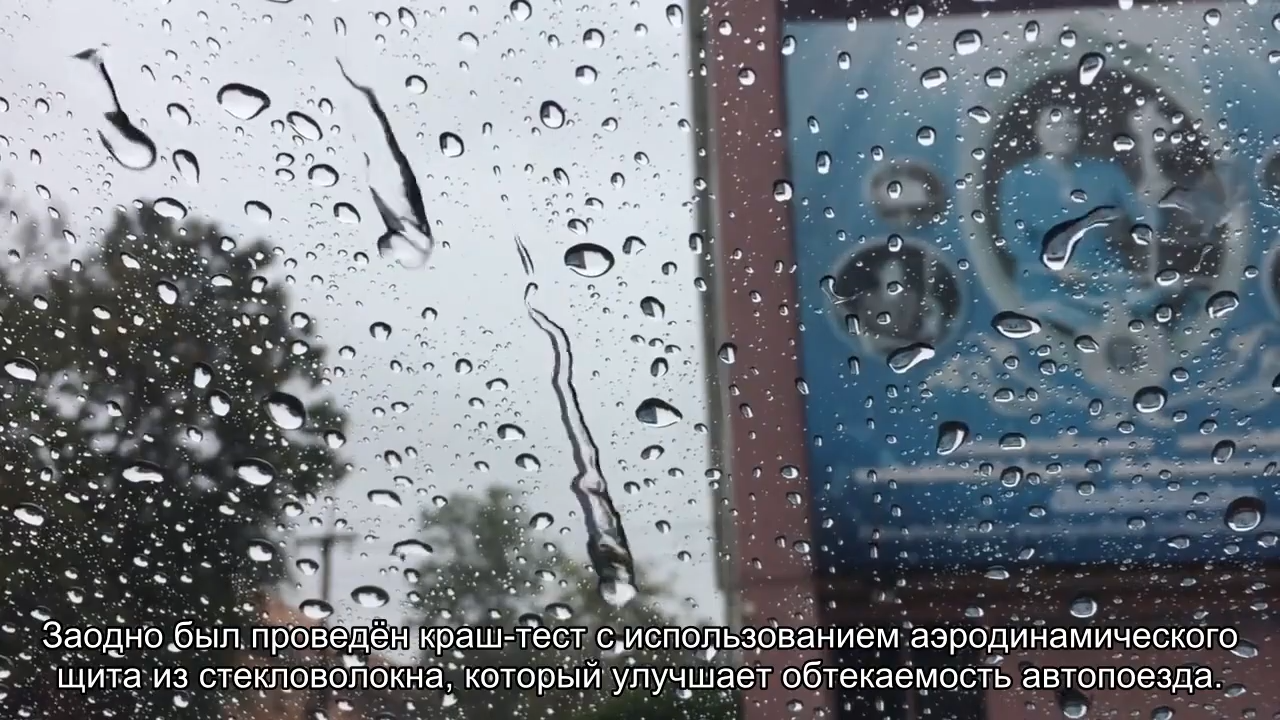 Заодно был проведён краш-тест с использованием аэродинамического
щита из стекловолокна, который улучшает обтекаемость автопоезда.